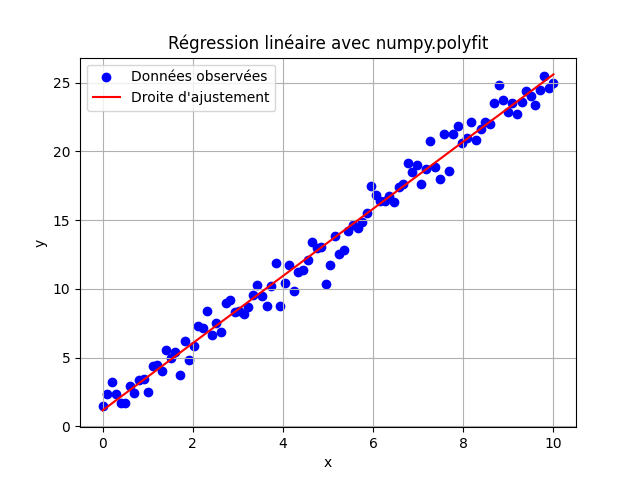 Régression linéaire avec numpy.polyfit
Données observées
Droite d'ajustement
25
20
15
10
5
0
y
0 2 4 6 8 10
x